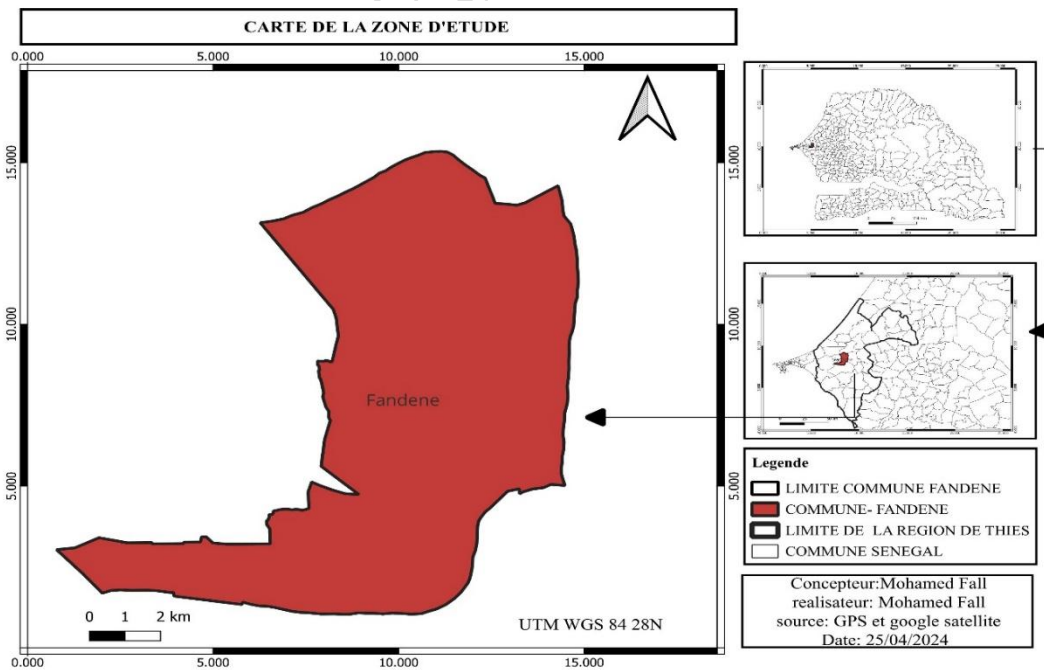 CARTE DE LA ZONE D'ETUDE
0.000 5.000 10.000 15.000
15.000 15.000
10.000 10.000
Fandene
5.000 5.000
0 1 2 km
UTM WGS 84 28N
0.000 5.000 10.000 15.000
Legende
LIMITE COMMUNE FANDENE
COMMUNE- FANDENE
LIMITE DE LA REGION DE THIES
COMMUNE SENEGAL
Concepteur:Mohamed Fall
realisateur: Mohamed Fall
source: GPS et google satellite
Date: 25/04/2024